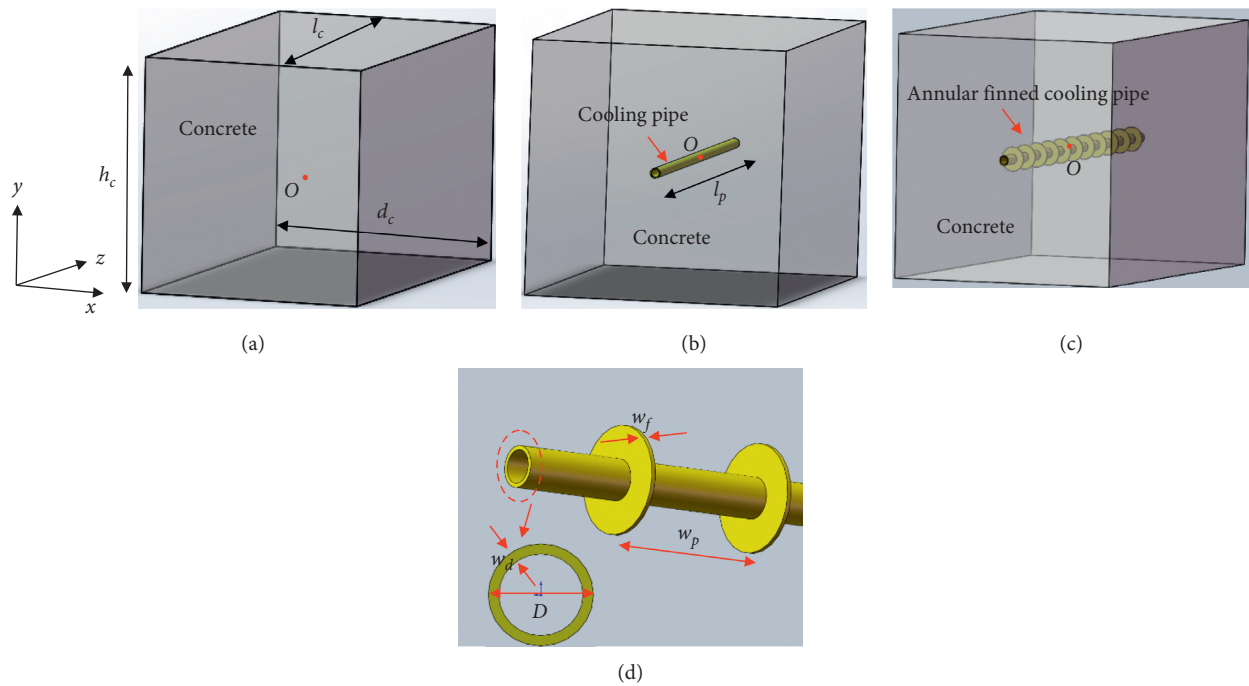 l_c
Concrete
h_c
O
d_c
y
z
x
(a)
Cooling pipe
O
l_p
Concrete
(b)
Annular finned cooling pipe
O
Concrete
(c)
w_f
w_p
w_d
D
(d)